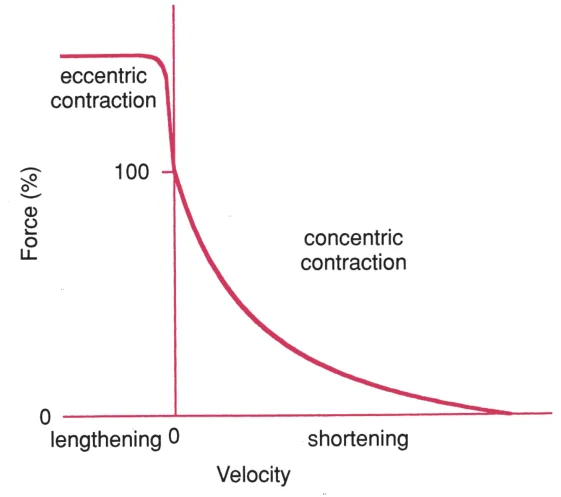 eccentric
contraction
100
Force (%)
concentric
contraction
0
lengthening 0 shortening
Velocity